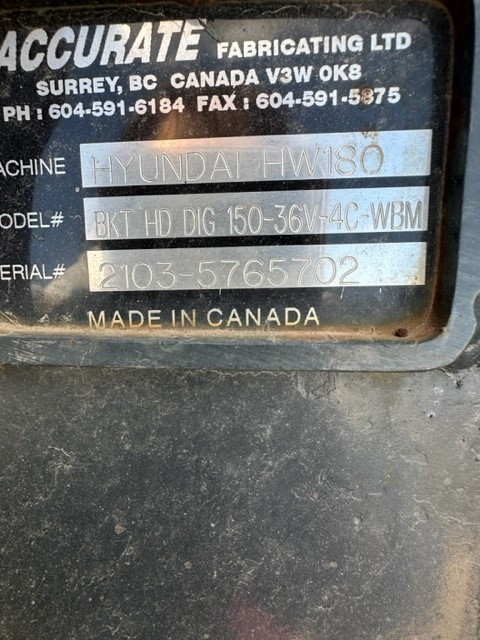 ACCURATE FABRICATING LTD
SURREY, BC CANADA V3W 0K8
PH : 604-591-6184 FAX : 604-591-5875
ACHINE HYUNDAI HW180
ODEL# BKT HD DIG 150-36V-4C-WBM
ERIAL# 2103-5765702
MADE IN CANADA